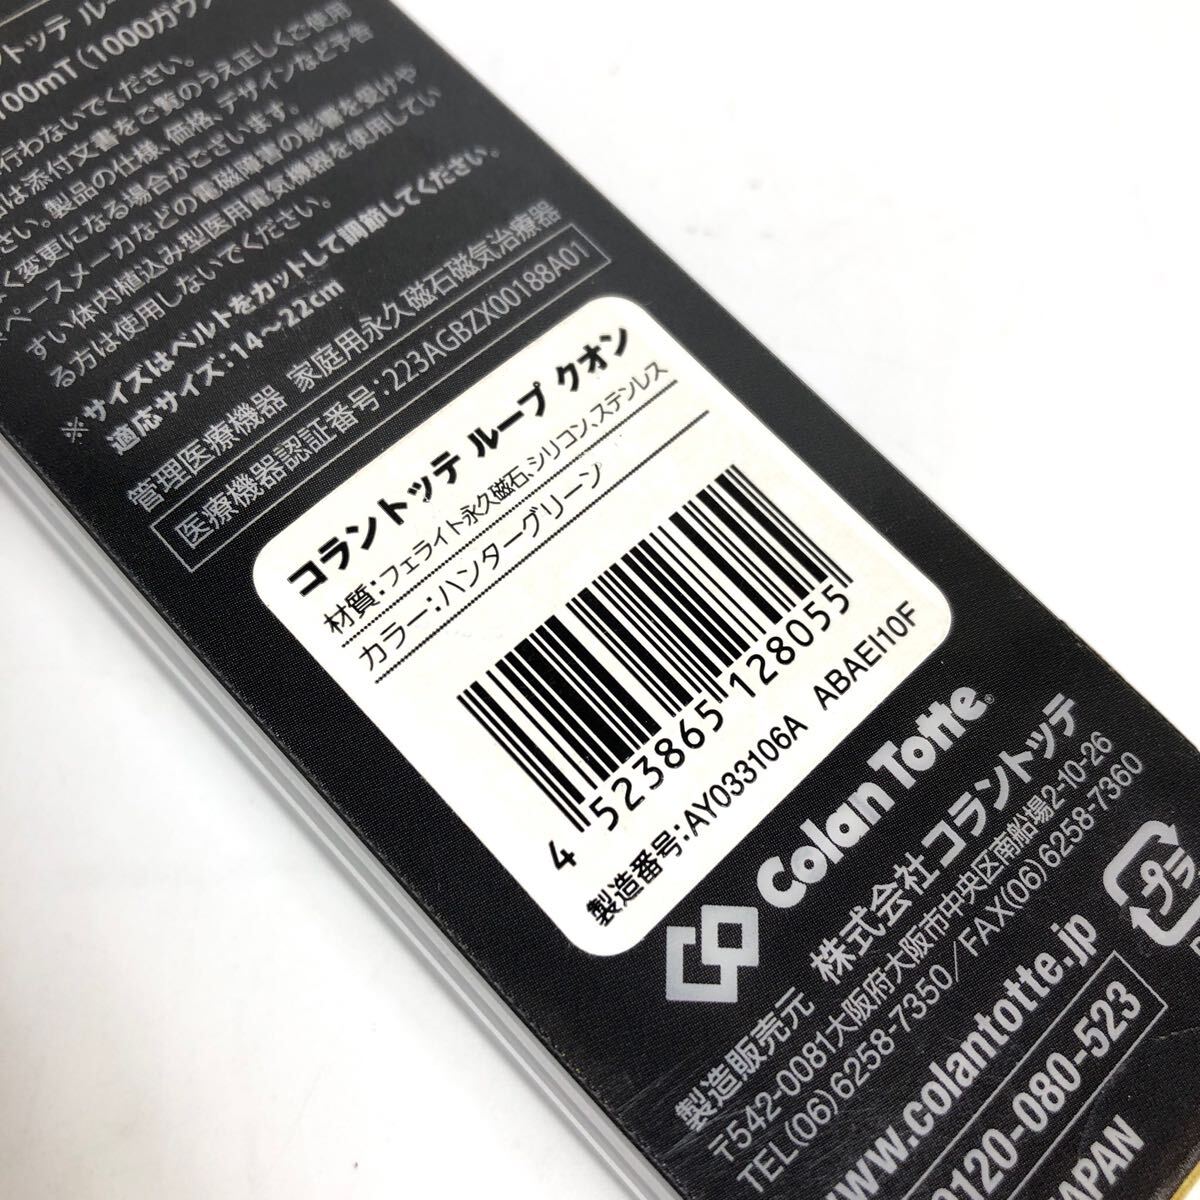 ントッテ ルー
00mT(1000ガウス
行わないでください。
品は添付文書をご覧のうえ正しくご使用
さい。製品の仕様、価格、デザインなど予告
く変更になる場合がございます。
ペースメーカなどの電磁障害の影響を受けや
すい体内植込み型医用電気機器を使用してい
る方は使用しないでください。
※サイズはベルトをカットして調節してください。
適応サイズ:14〜22cm
管理医療機器 家庭用永久磁石磁気治療器
医療機器認証番号:223AGBZX00188A01
コラントッテ ループ クオン
材質:フェライト永久磁石、シリコン、ステンレス
カラー:ハンターグリーン
4 523865 128055
製造番号:AY033106A ABAEI10F
Colan Totte®
製造販売元 株式会社コラントッテ
〒542-0081大阪府大阪市中央区南船場2-10-26
TEL(06)6258-7350/FAX(06)6258-7360
www.colantotte.jp
0120-080-523
JAPAN
プラ